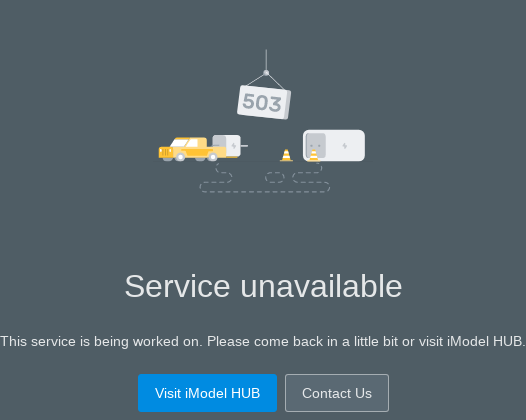 503
Service unavailable
This service is being worked on. Please come back in a little bit or visit iModel HUB.
Visit iModel HUB
Contact Us